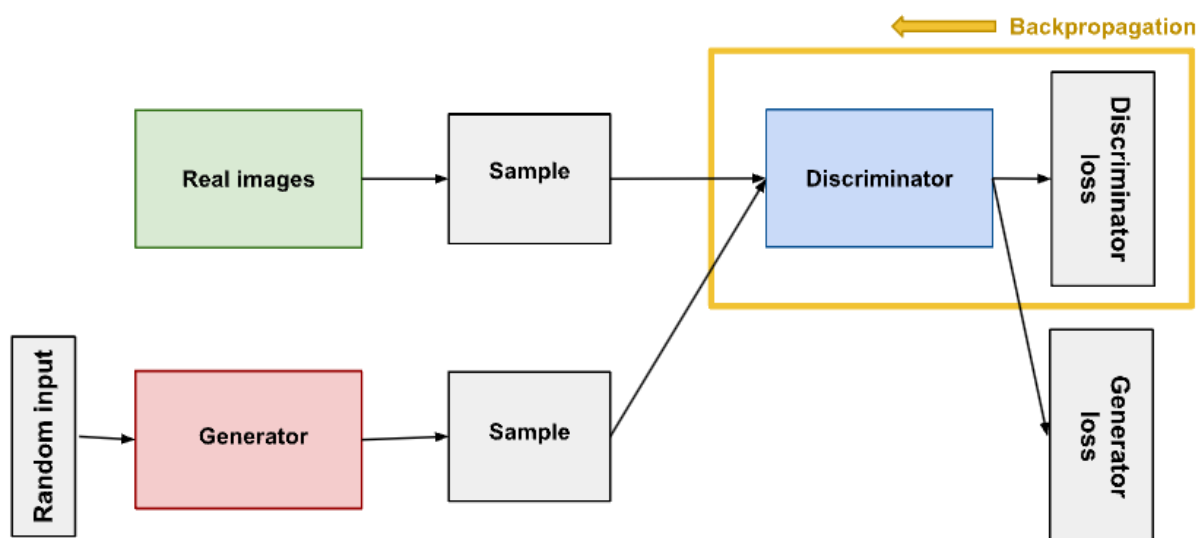 Backpropagation
Real images
Sample
Discriminator
Discriminator
loss
Random input
Generator
Sample
Generator
loss